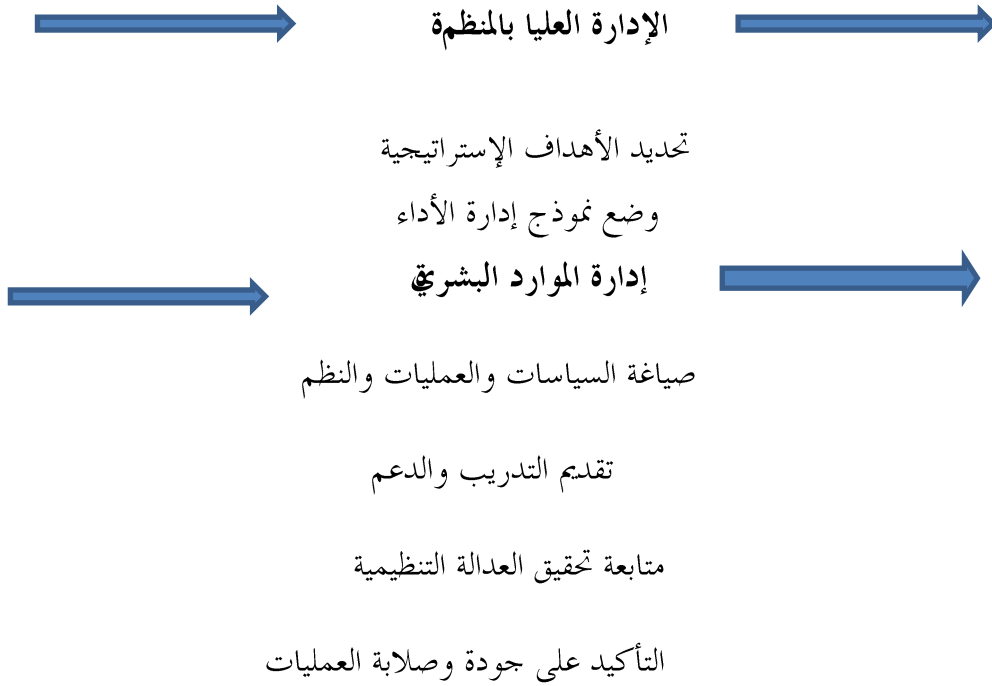 الإدارة العليا بالمنظمة
تحديد الأهداف الإستراتيجية
وضع نموذج إدارة الأداء
إدارة الموارد البشرية
صياغة السياسات والعمليات والنظم
تقديم التدريب والدعم
متابعة تحقيق العدالة التنظيمية
التأكيد على جودة وصلابة العمليات